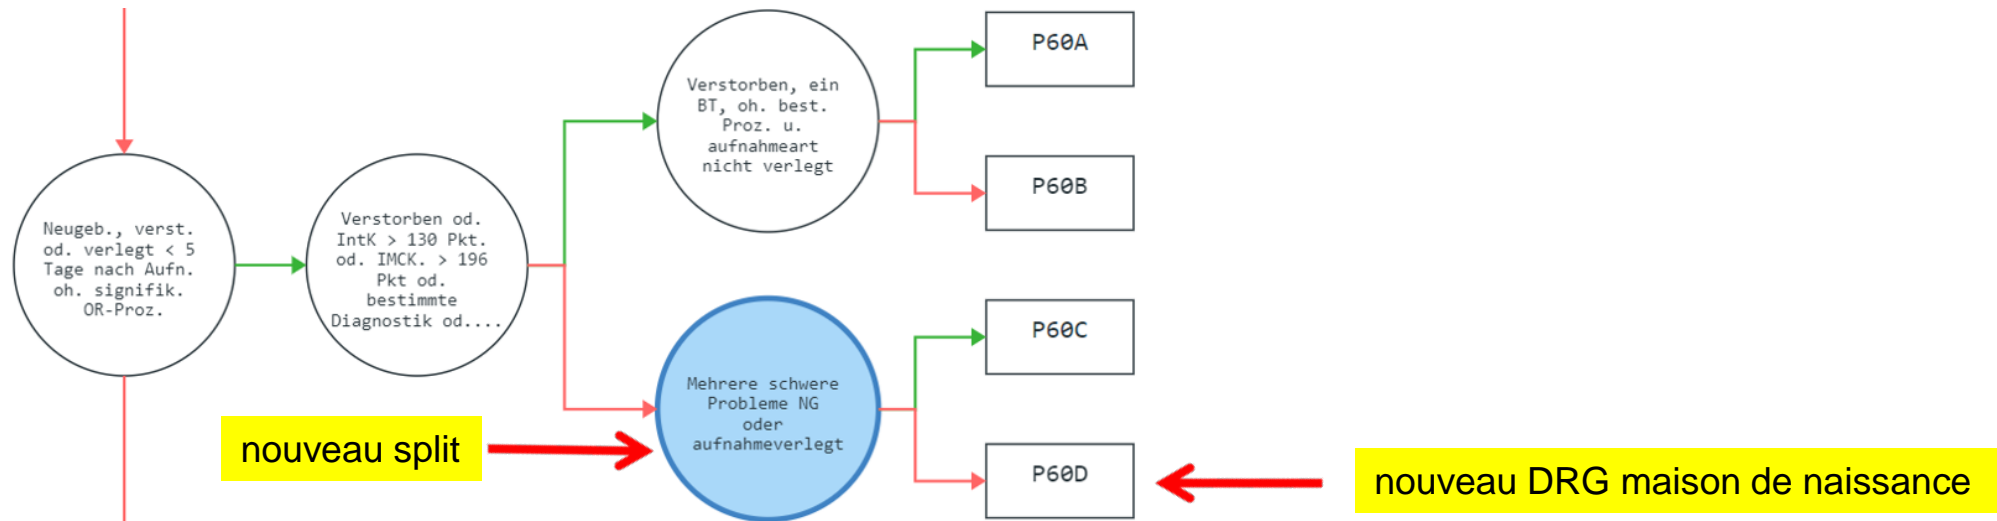 Neugeb., verst.
od. verlegt < 5
Tage nach Aufn.
oh. signifik.
OR-Proz.
Verstorben od.
IntK > 130 Pkt.
od. IMCK. > 196
Pkt od.
bestimmte
Diagnostik od....
Verstorben, ein
BT, oh. best.
Proz. u.
aufnahmeart
nicht verlegt
P60A
P60B
Mehrere schwere
Probleme NG
oder
aufnahmeverlegt
P60C
P60D
nouveau split
nouveau DRG maison de naissance